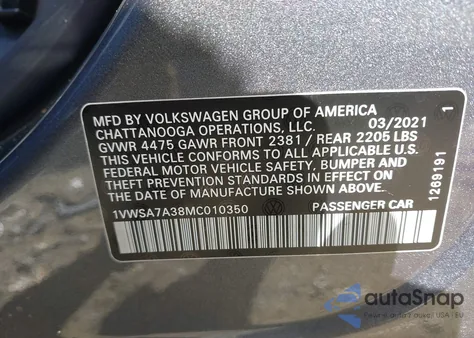 MFD BY VOLKSWAGEN GROUP OF AMERICA
CHATTANOOGA OPERATIONS, LLC. 03/2021 1
GVWR 4475 GAWR FRONT 2381 / REAR 2205 LBS
THIS VEHICLE CONFORMS TO ALL APPLICABLE U.S.
FEDERAL MOTOR VEHICLE SAFETY, BUMPER AND
THEFT PREVENTION STANDARDS IN EFFECT ON
THE DATE OF MANUFACTURE SHOWN ABOVE.
1VWSA7A38MC010350 PASSENGER CAR
1269191
autoSnap